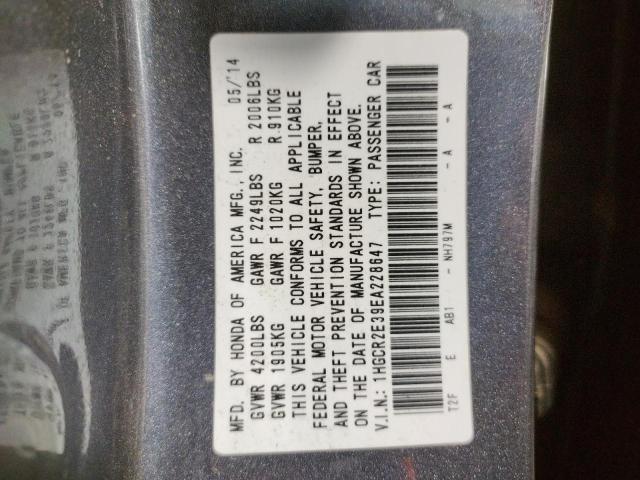 MFD. BY HONDA OF AMERICA MFG., INC. 05/'14
GVWR 4200LBS GAWR F 2249LBS R 2006LBS
GVWR 1905KG GAWR F 1020KG R 910KG
THIS VEHICLE CONFORMS TO ALL APPLICABLE
FEDERAL MOTOR VEHICLE SAFETY, BUMPER,
AND THEFT PREVENTION STANDARDS IN EFFECT
ON THE DATE OF MANUFACTURE SHOWN ABOVE.
V.I.N.: 1HGCR2E39EA228647 TYPE: PASSENGER CAR
T2F E AB1 - NH797M - A - A